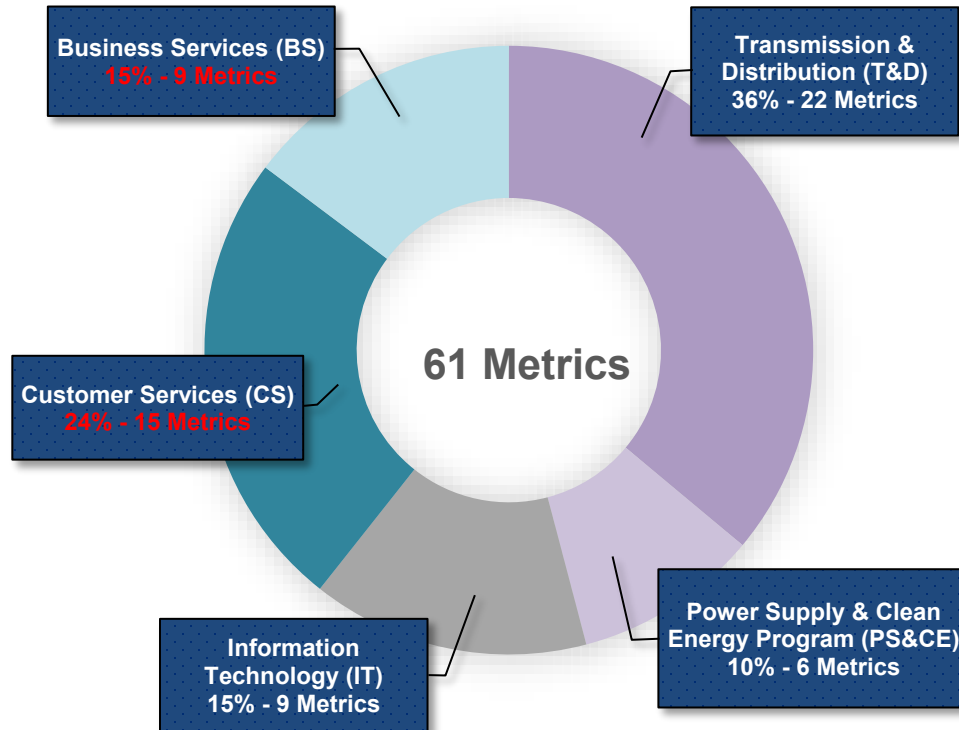 Business Services (BS)
15% - 9 Metrics
Transmission &
Distribution (T&D)
36% - 22 Metrics
61 Metrics
Customer Services (CS)
24% - 15 Metrics
Information
Technology (IT)
15% - 9 Metrics
Power Supply & Clean
Energy Program (PS&CE)
10% - 6 Metrics